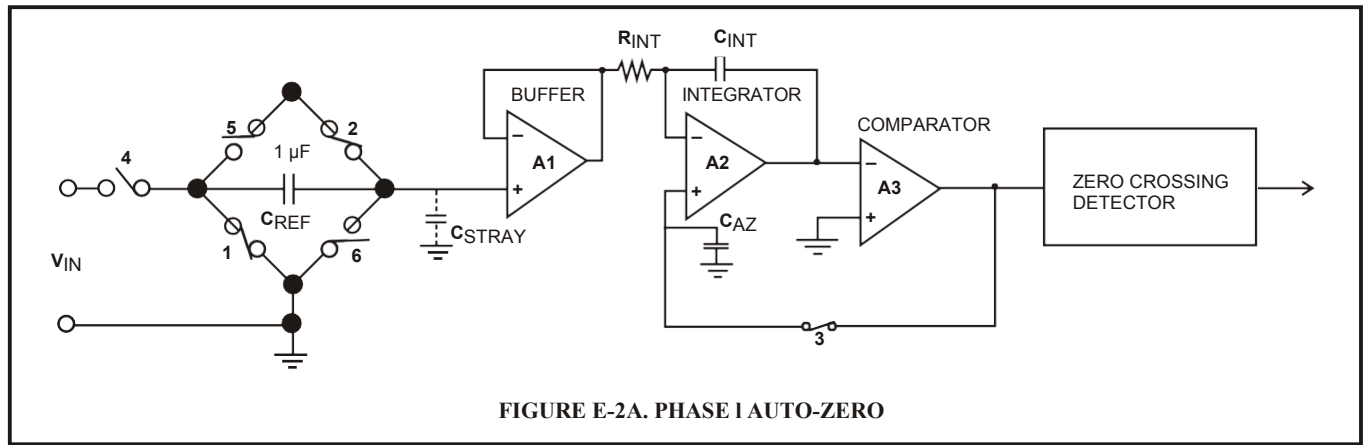 RINT
CINT
BUFFER
INTEGRATOR
COMPARATOR
5
2
4
1 µF
A1
A2
A3
ZERO CROSSING
DETECTOR
CREF
CSTRAY
CAZ
1
6
VIN
3
FIGURE E-2A. PHASE l AUTO-ZERO